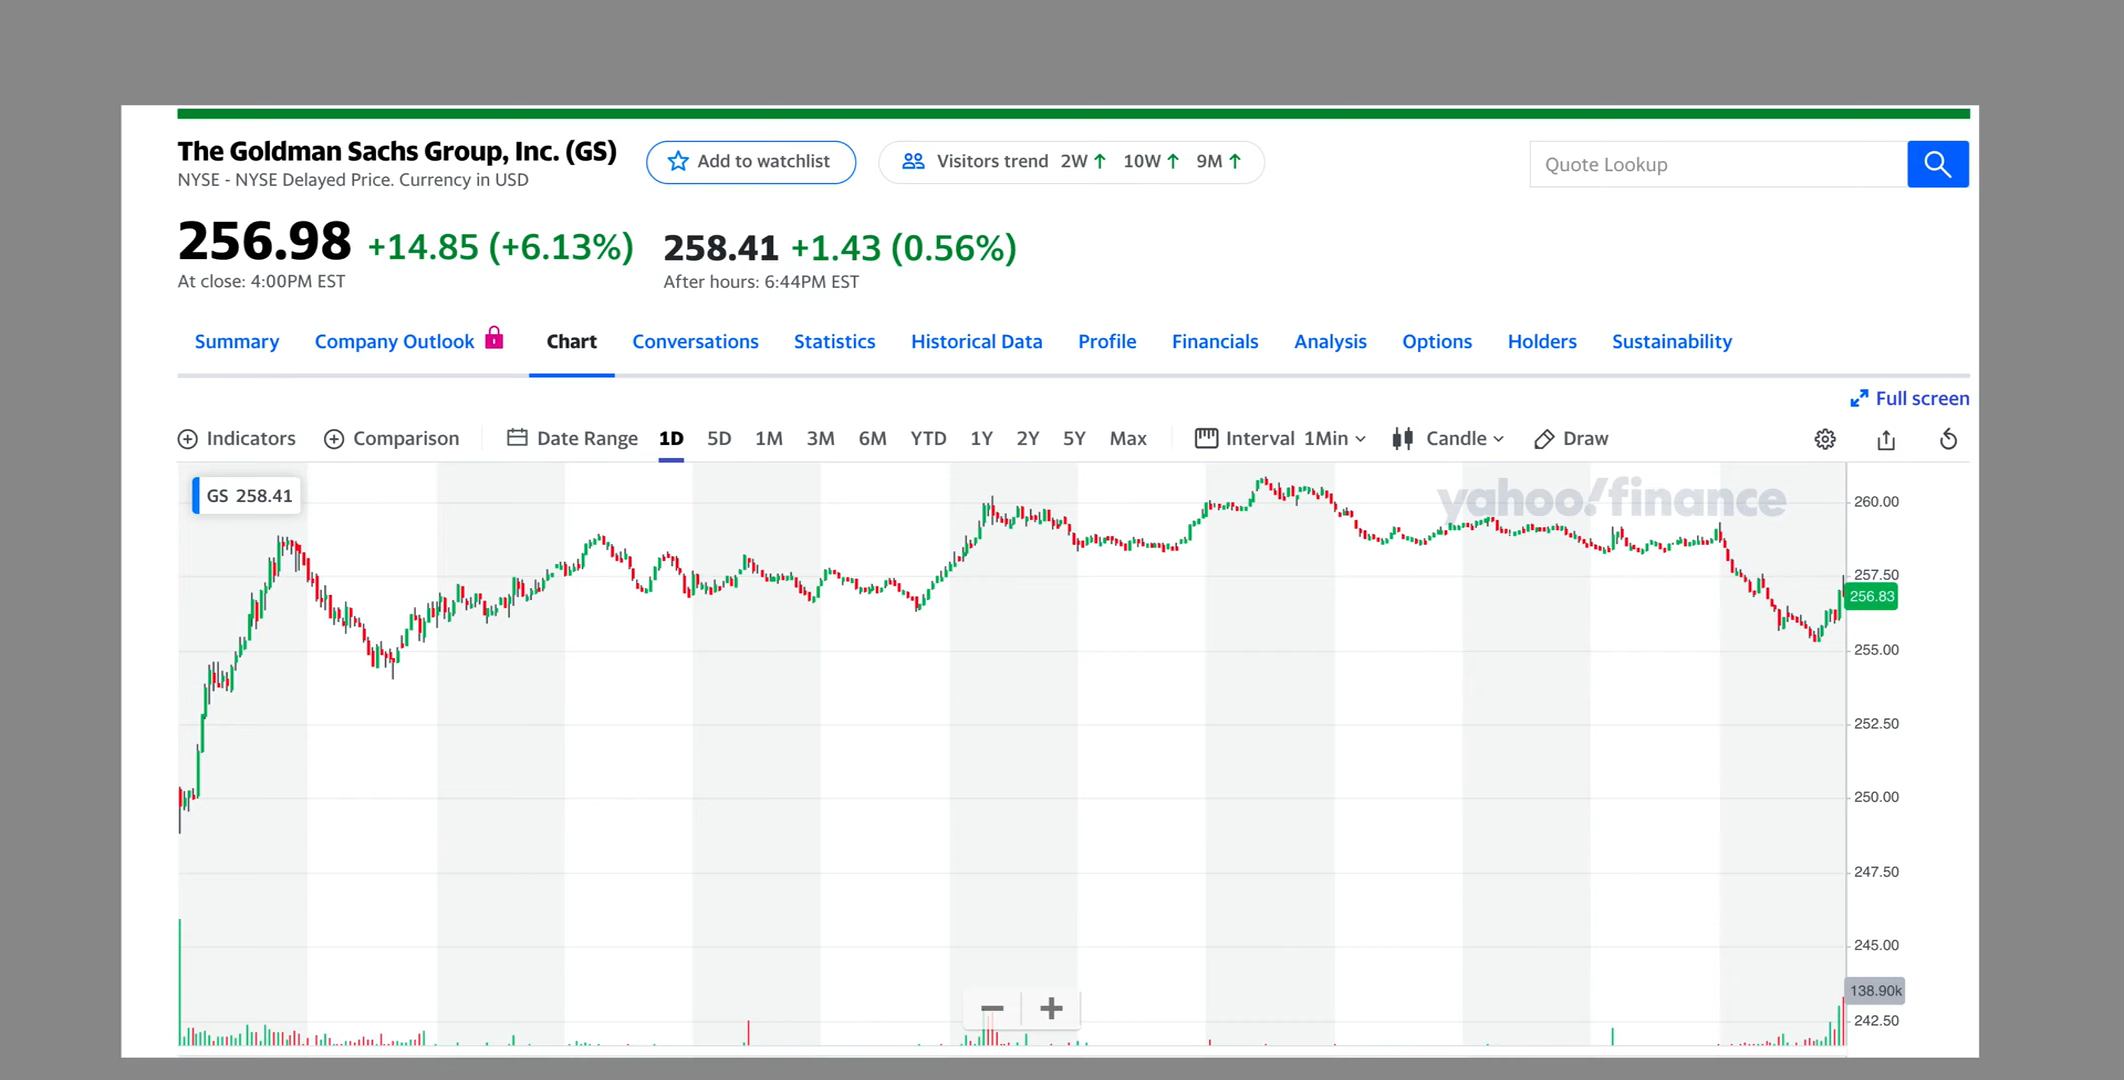 The Goldman Sachs Group, Inc. (GS)
NYSE - NYSE Delayed Price. Currency in USD
Add to watchlist
Visitors trend 2W 10W 9M
Quote Lookup
256.98 +14.85 (+6.13%)
At close: 4:00PM EST
258.41 +1.43 (0.56%)
After hours: 6:44PM EST
Summary Company Outlook Chart Conversations Statistics Historical Data Profile Financials Analysis Options Holders Sustainability
Full screen
Indicators Comparison Date Range 1D 5D 1M 3M 6M YTD 1Y 2Y 5Y Max Interval 1Min Candle Draw
GS 258.41
yahoo!finance
260.00
257.50
256.83
255.00
252.50
250.00
247.50
245.00
138.90k
242.50